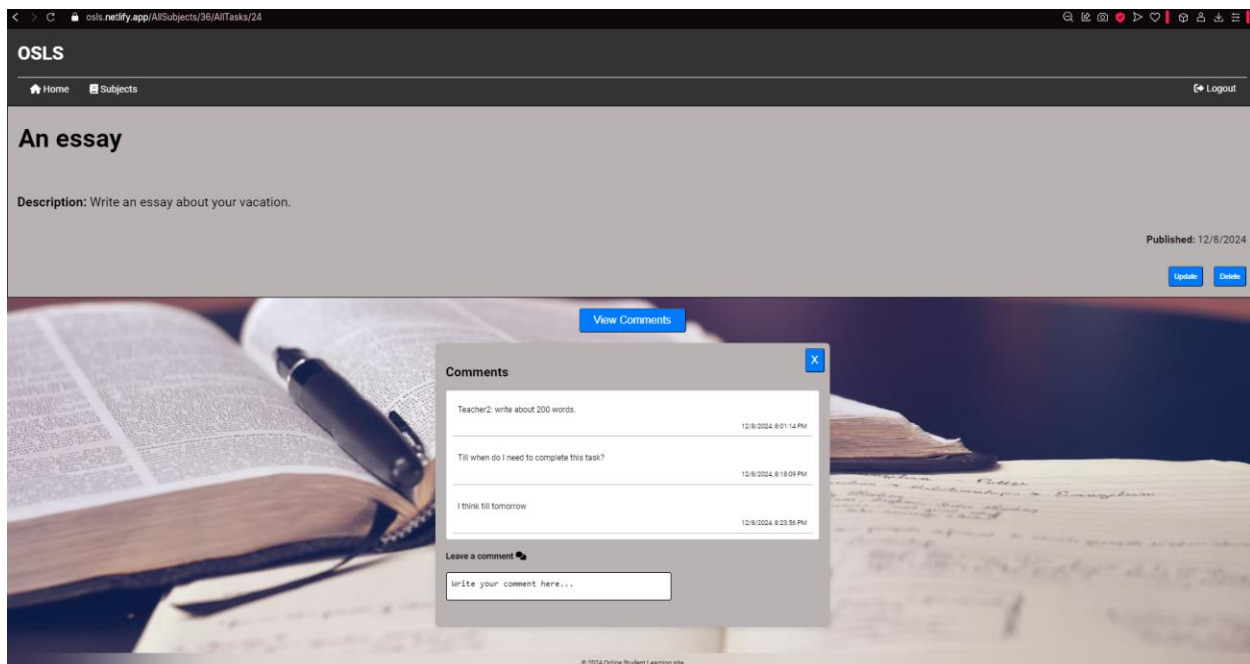 osls.netlify.app/AllSubjects/36/AllTasks/24
OSLS
Home Subjects Logout
An essay
Description: Write an essay about your vacation.
Published: 12/8/2024
Update Delete
View Comments
X
Comments
Teacher2: write about 200 words.
12/8/2024, 8:01:14 PM
Till when do I need to complete this task?
12/8/2024, 8:18:09 PM
I think till tomorrow
12/8/2024, 8:23:56 PM
Leave a comment
Write your comment here...
© 2024 Online Student Learning site